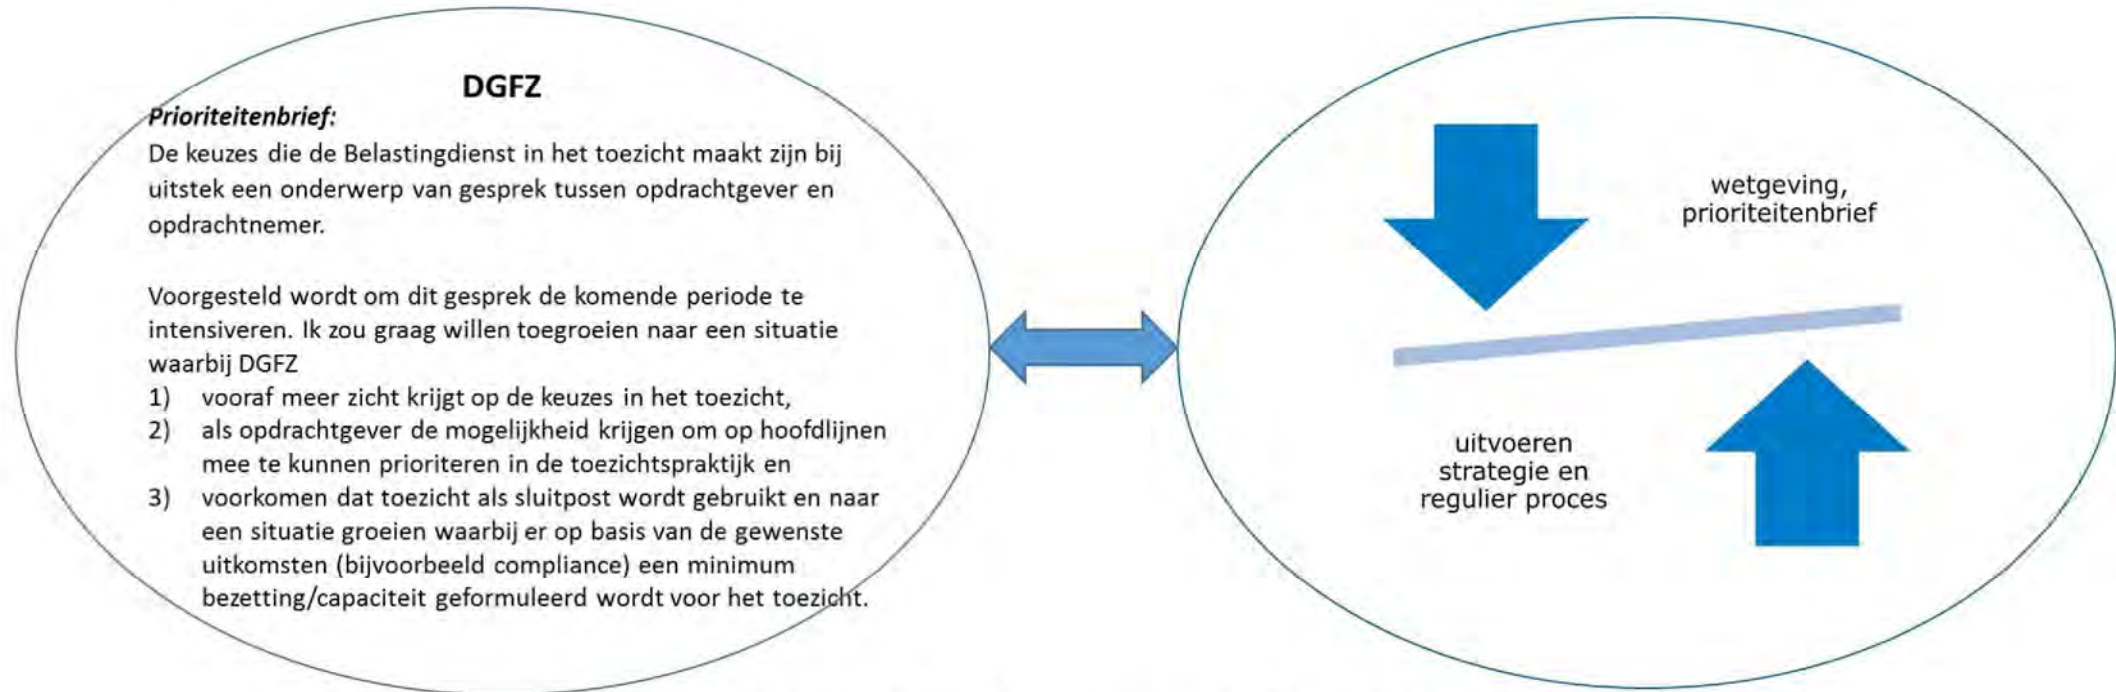 DGFZ
Prioriteitenbrief:
De keuzes die de Belastingdienst in het toezicht maakt zijn bij
uitstek een onderwerp van gesprek tussen opdrachtgever en
opdrachtnemer.
Voorgesteld wordt om dit gesprek de komende periode te
intensiveren. Ik zou graag willen toegroeien naar een situatie
waarbij DGFZ
1) vooraf meer zicht krijgt op de keuzes in het toezicht,
2) als opdrachtgever de mogelijkheid krijgen om op hoofdlijnen
mee te kunnen prioriteren in de toezichtspraktijk en
3) voorkomen dat toezicht als sluitpost wordt gebruikt en naar
een situatie groeien waarbij er op basis van de gewenste
uitkomsten (bijvoorbeeld compliance) een minimum
bezetting/capaciteit geformuleerd wordt voor het toezicht.
wetgeving,
prioriteitenbrief
uitvoeren
strategie en
regulier proces